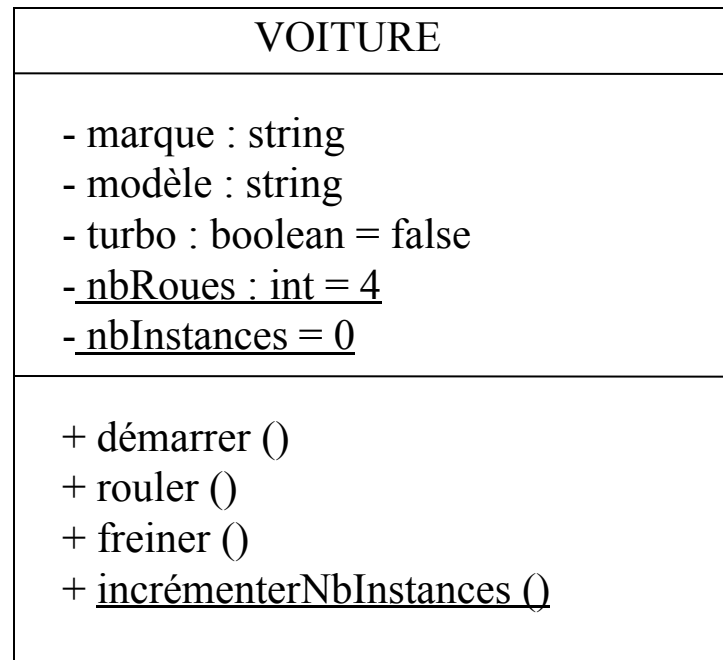 VOITURE
- marque : string
- modèle : string
- turbo : boolean = false
- nbRoues : int = 4
- nbInstances = 0
+ démarrer ()
+ rouler ()
+ freiner ()
+ incrémenterNbInstances ()